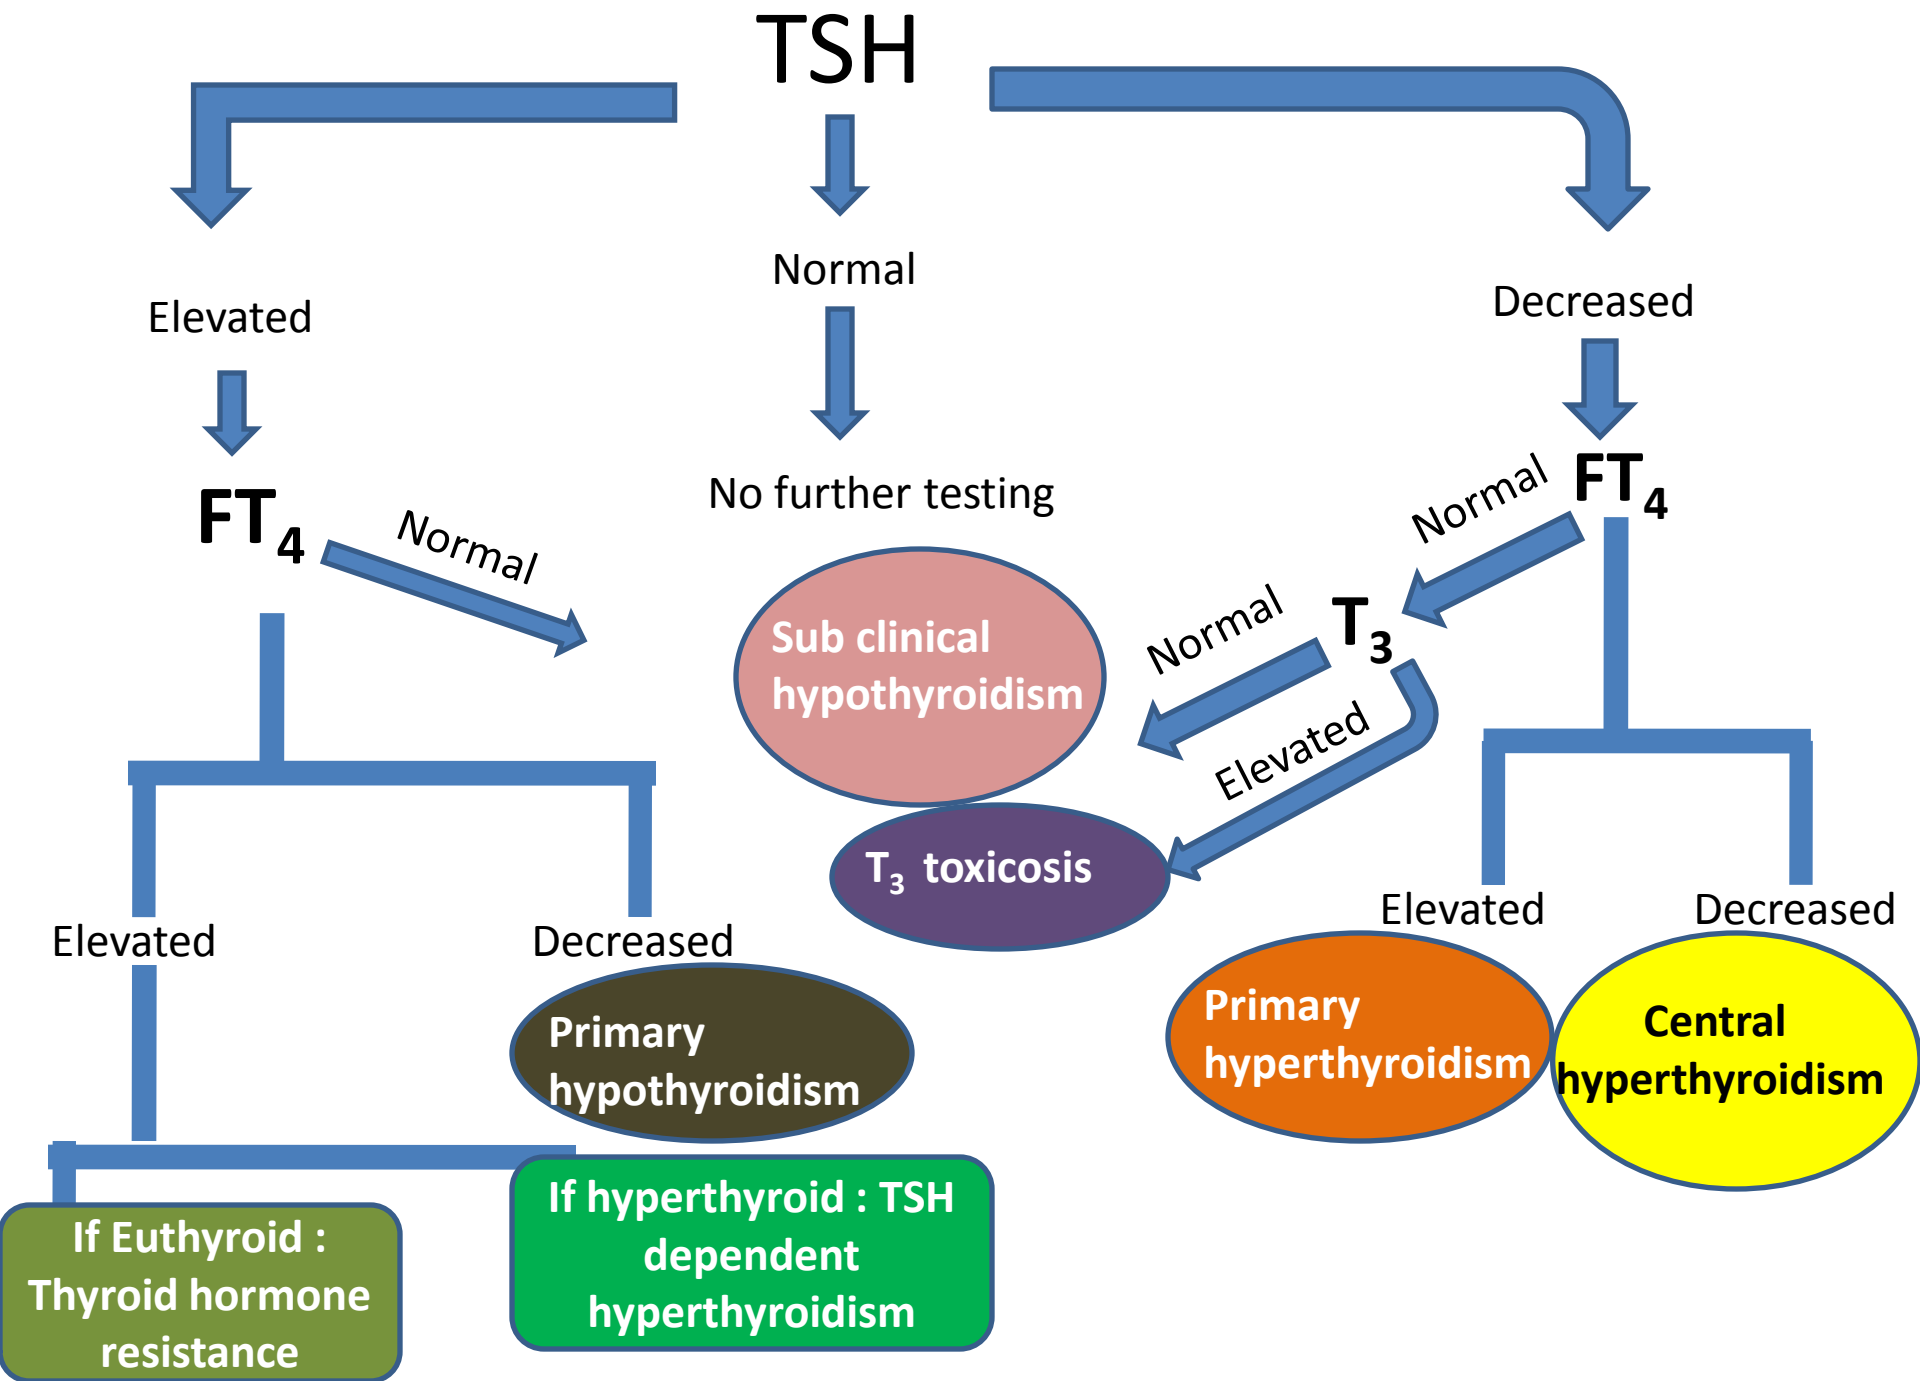 TSH
Elevated
Normal
Decreased
FT4
Normal
No further testing
Normal
FT4
Sub clinical
hypothyroidism
Normal
T3
Elevated
T3 toxicosis
Elevated
Decreased
Primary
hypothyroidism
Elevated
Decreased
Primary
hyperthyroidism
Central
hyperthyroidism
If Euthyroid :
Thyroid hormone
resistance
If hyperthyroid : TSH
dependent
hyperthyroidism